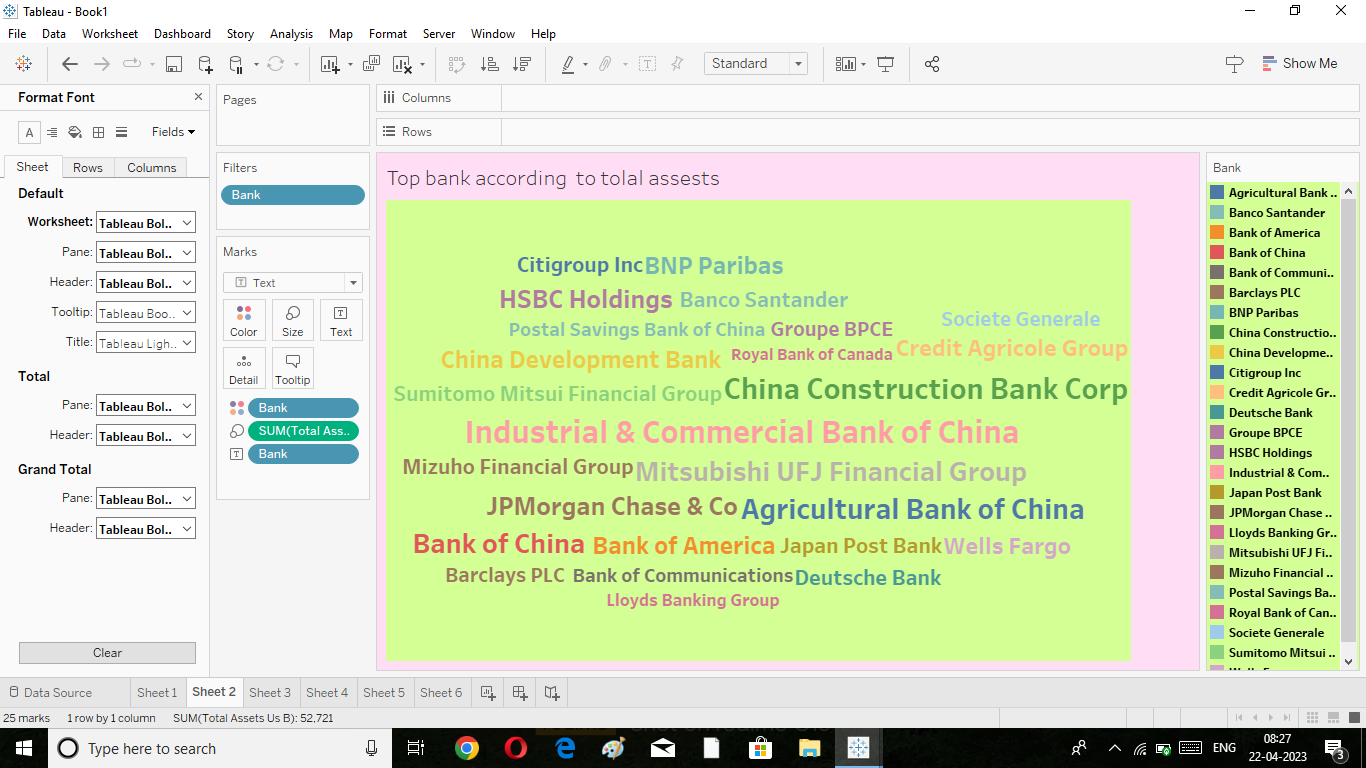 Tableau - Book1
File Data Worksheet Dashboard Story Analysis Map Format Server Window Help
Standard
Show Me
Format Font
Fields
Sheet Rows Columns
Default
Worksheet: Tableau Bol..
Pane: Tableau Bol..
Header: Tableau Bol..
Tooltip: Tableau Boo..
Title: Tableau Ligh..
Total
Pane: Tableau Bol..
Header: Tableau Bol..
Grand Total
Pane: Tableau Bol..
Header: Tableau Bol..
Clear
Pages
Filters
Bank
Marks
Text
Color Size Text
Detail Tooltip
Bank
SUM(Total Ass..
Bank
Columns
Rows
Top bank according to tolal assests
Citigroup Inc BNP Paribas
HSBC Holdings Banco Santander
Societe Generale
Postal Savings Bank of China Groupe BPCE
China Development Bank Royal Bank of Canada Credit Agricole Group
Sumitomo Mitsui Financial Group China Construction Bank Corp
Industrial & Commercial Bank of China
Mizuho Financial Group Mitsubishi UFJ Financial Group
JPMorgan Chase & Co Agricultural Bank of China
Bank of China Bank of America Japan Post Bank Wells Fargo
Barclays PLC Bank of Communications Deutsche Bank
Lloyds Banking Group
Bank
Agricultural Bank ..
Banco Santander
Bank of America
Bank of China
Bank of Communi..
Barclays PLC
BNP Paribas
China Constructio..
China Developme..
Citigroup Inc
Credit Agricole Gr..
Deutsche Bank
Groupe BPCE
HSBC Holdings
Industrial & Com..
Japan Post Bank
JPMorgan Chase ..
Lloyds Banking Gr..
Mitsubishi UFJ Fi..
Mizuho Financial ..
Postal Savings Ba..
Royal Bank of Can..
Societe Generale
Sumitomo Mitsui ..
Data Source Sheet 1 Sheet 2 Sheet 3 Sheet 4 Sheet 5 Sheet 6
25 marks 1 row by 1 column SUM(Total Assets Us B): 52,721
Type here to search
ENG
08:27
22-04-2023
3